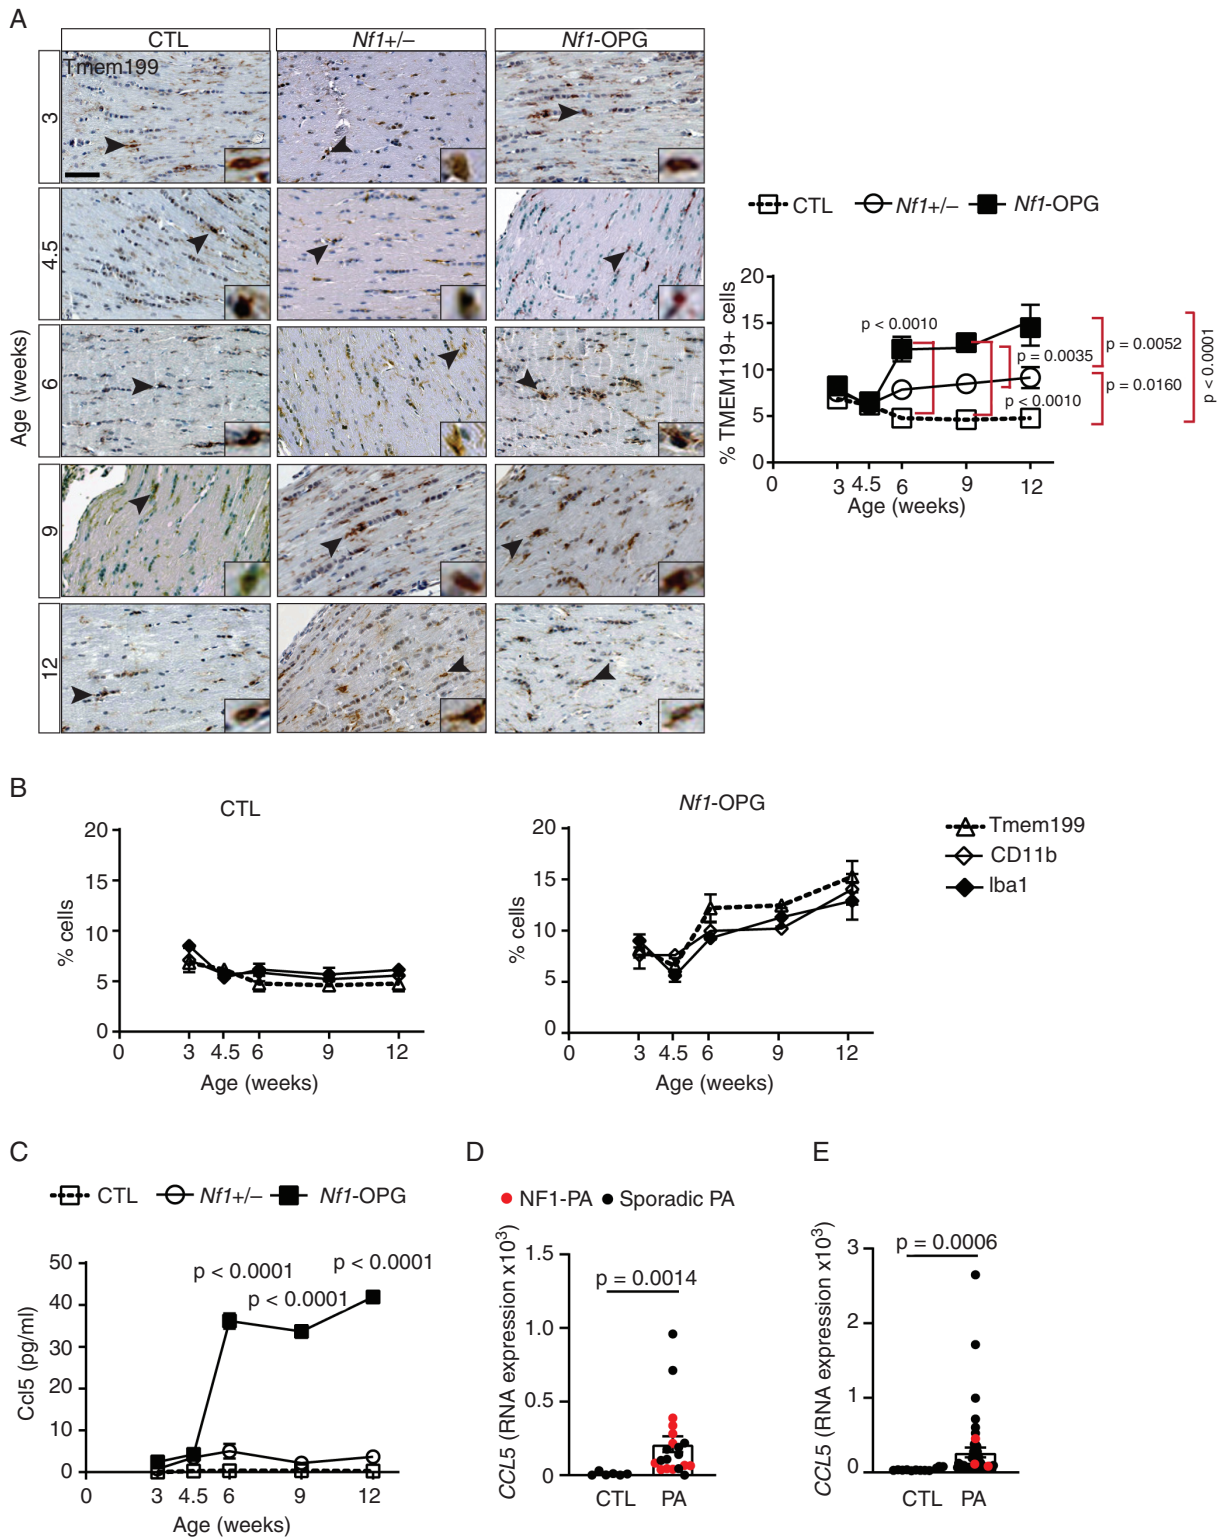 A
CTL
Nf1+/–
Nf1-OPG
Tmem199
Age (weeks)
3
4.5
6
9
12
CTL
Nf1+/–
Nf1-OPG
% TMEM119+ cells
20
15
10
5
0
p < 0.0010
p = 0.0035
p = 0.0052
p = 0.0160
p < 0.0010
p < 0.0001
0 3 4.5 6 9 12
Age (weeks)
B
CTL
% cells
20
15
10
5
0
0 3 4.5 6 9 12
Age (weeks)
Nf1-OPG
% cells
20
15
10
5
0
0 3 4.5 6 9 12
Age (weeks)
Tmem199
CD11b
Iba1
C
CTL
Nf1+/–
Nf1-OPG
Ccl5 (pg/ml)
50
40
30
20
10
0
p < 0.0001
p < 0.0001
p < 0.0001
0 3 4.5 6 9 12
Age (weeks)
D
NF1-PA
Sporadic PA
CCL5 (RNA expression x10³)
1.5
1.0
0.5
0
p = 0.0014
CTL PA
E
CCL5 (RNA expression x10³)
3
2
1
0
p = 0.0006
CTL PA